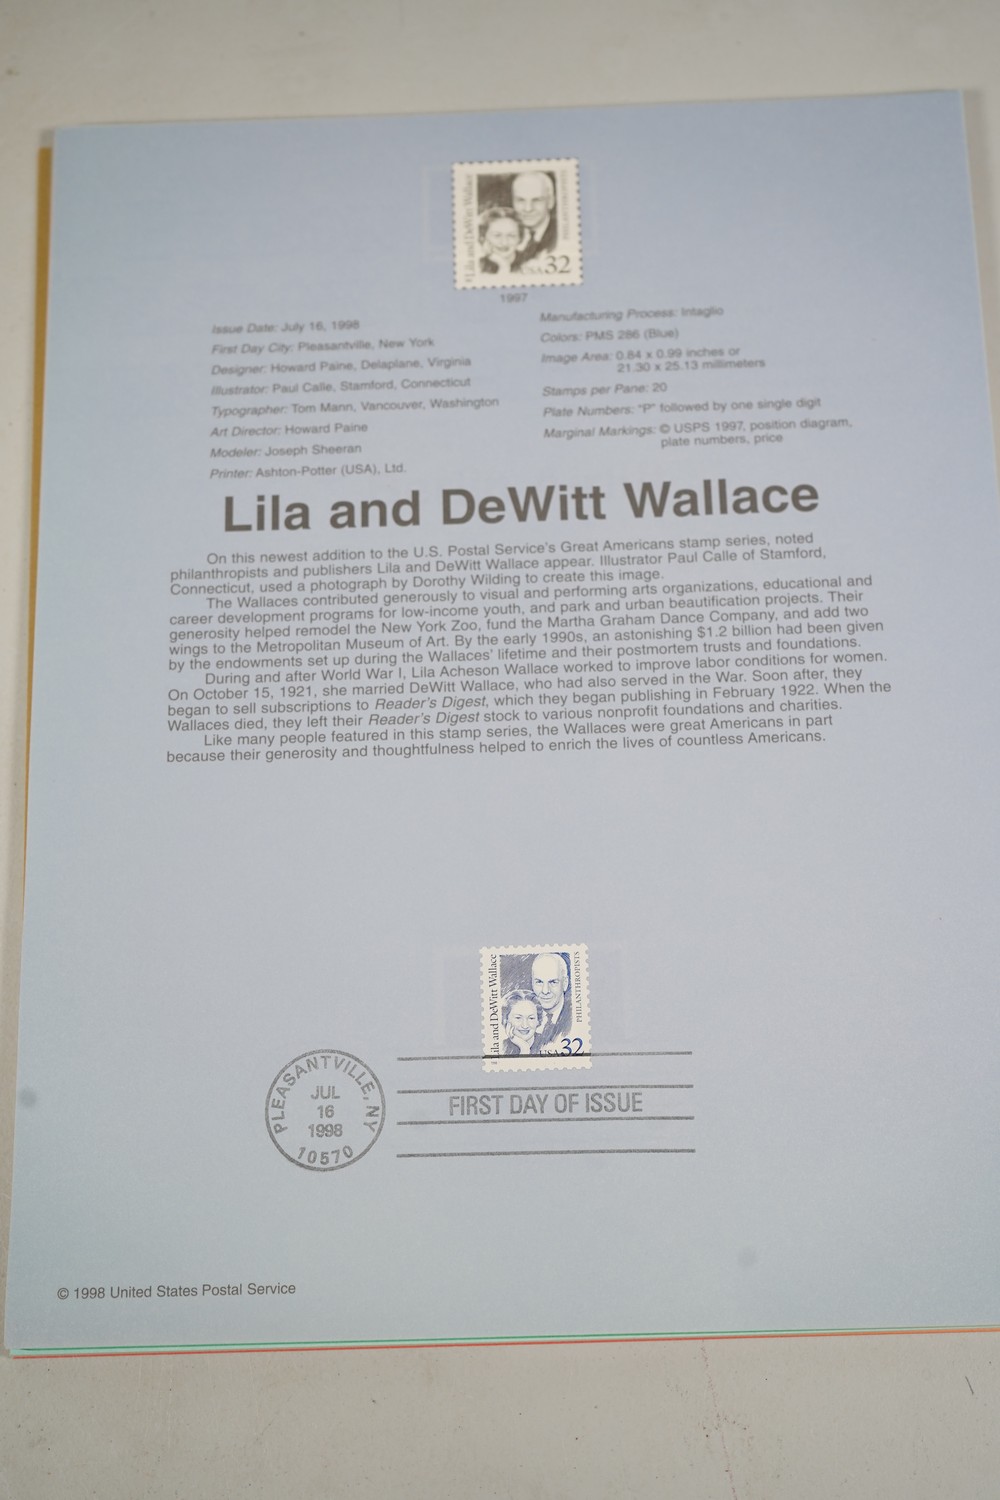 Lila and DeWitt Wallace
PHILANTHROPISTS
USA 32
1997
Issue Date: July 16, 1998
First Day City: Pleasantville, New York
Designer: Howard Paine, Delaplane, Virginia
Illustrator: Paul Calle, Stamford, Connecticut
Typographer: Tom Mann, Vancouver, Washington
Art Director: Howard Paine
Modeler: Joseph Sheeran
Printer: Ashton-Potter (USA), Ltd.
Manufacturing Process: Intaglio
Colors: PMS 286 (Blue)
Image Area: 0.84 x 0.99 inches or
21.30 x 25.13 millimeters
Stamps per Pane: 20
Plate Numbers: "P" followed by one single digit
Marginal Markings: © USPS 1997, position diagram,
plate numbers, price
Lila and DeWitt Wallace
On this newest addition to the U.S. Postal Service's Great Americans stamp series, noted
philanthropists and publishers Lila and DeWitt Wallace appear. Illustrator Paul Calle of Stamford,
Connecticut, used a photograph by Dorothy Wilding to create this image.
The Wallaces contributed generously to visual and performing arts organizations, educational and
career development programs for low-income youth, and park and urban beautification projects. Their
generosity helped remodel the New York Zoo, fund the Martha Graham Dance Company, and add two
wings to the Metropolitan Museum of Art. By the early 1990s, an astonishing $1.2 billion had been given
by the endowments set up during the Wallaces' lifetime and their postmortem trusts and foundations.
During and after World War I, Lila Acheson Wallace worked to improve labor conditions for women.
On October 15, 1921, she married DeWitt Wallace, who had also served in the War. Soon after, they
began to sell subscriptions to Reader's Digest, which they began publishing in February 1922. When the
Wallaces died, they left their Reader's Digest stock to various nonprofit foundations and charities.
Like many people featured in this stamp series, the Wallaces were great Americans in part
because their generosity and thoughtfulness helped to enrich the lives of countless Americans.
Lila and DeWitt Wallace
PHILANTHROPISTS
USA 32
PLEASANTVILLE, NY
JUL
16
1998
10570
FIRST DAY OF ISSUE
© 1998 United States Postal Service